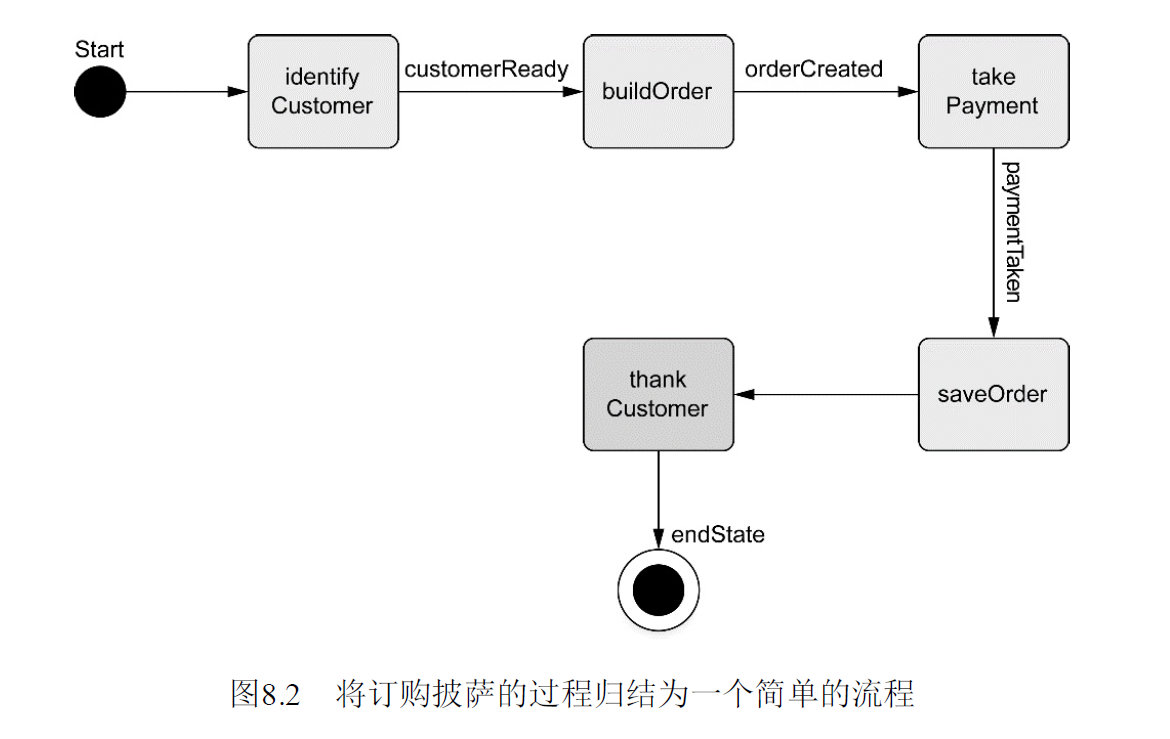 Start
identify
Customer
customerReady
buildOrder
orderCreated
take
Payment
paymentTaken
saveOrder
thank
Customer
endState
图8.2 将订购披萨的过程归结为一个简单的流程